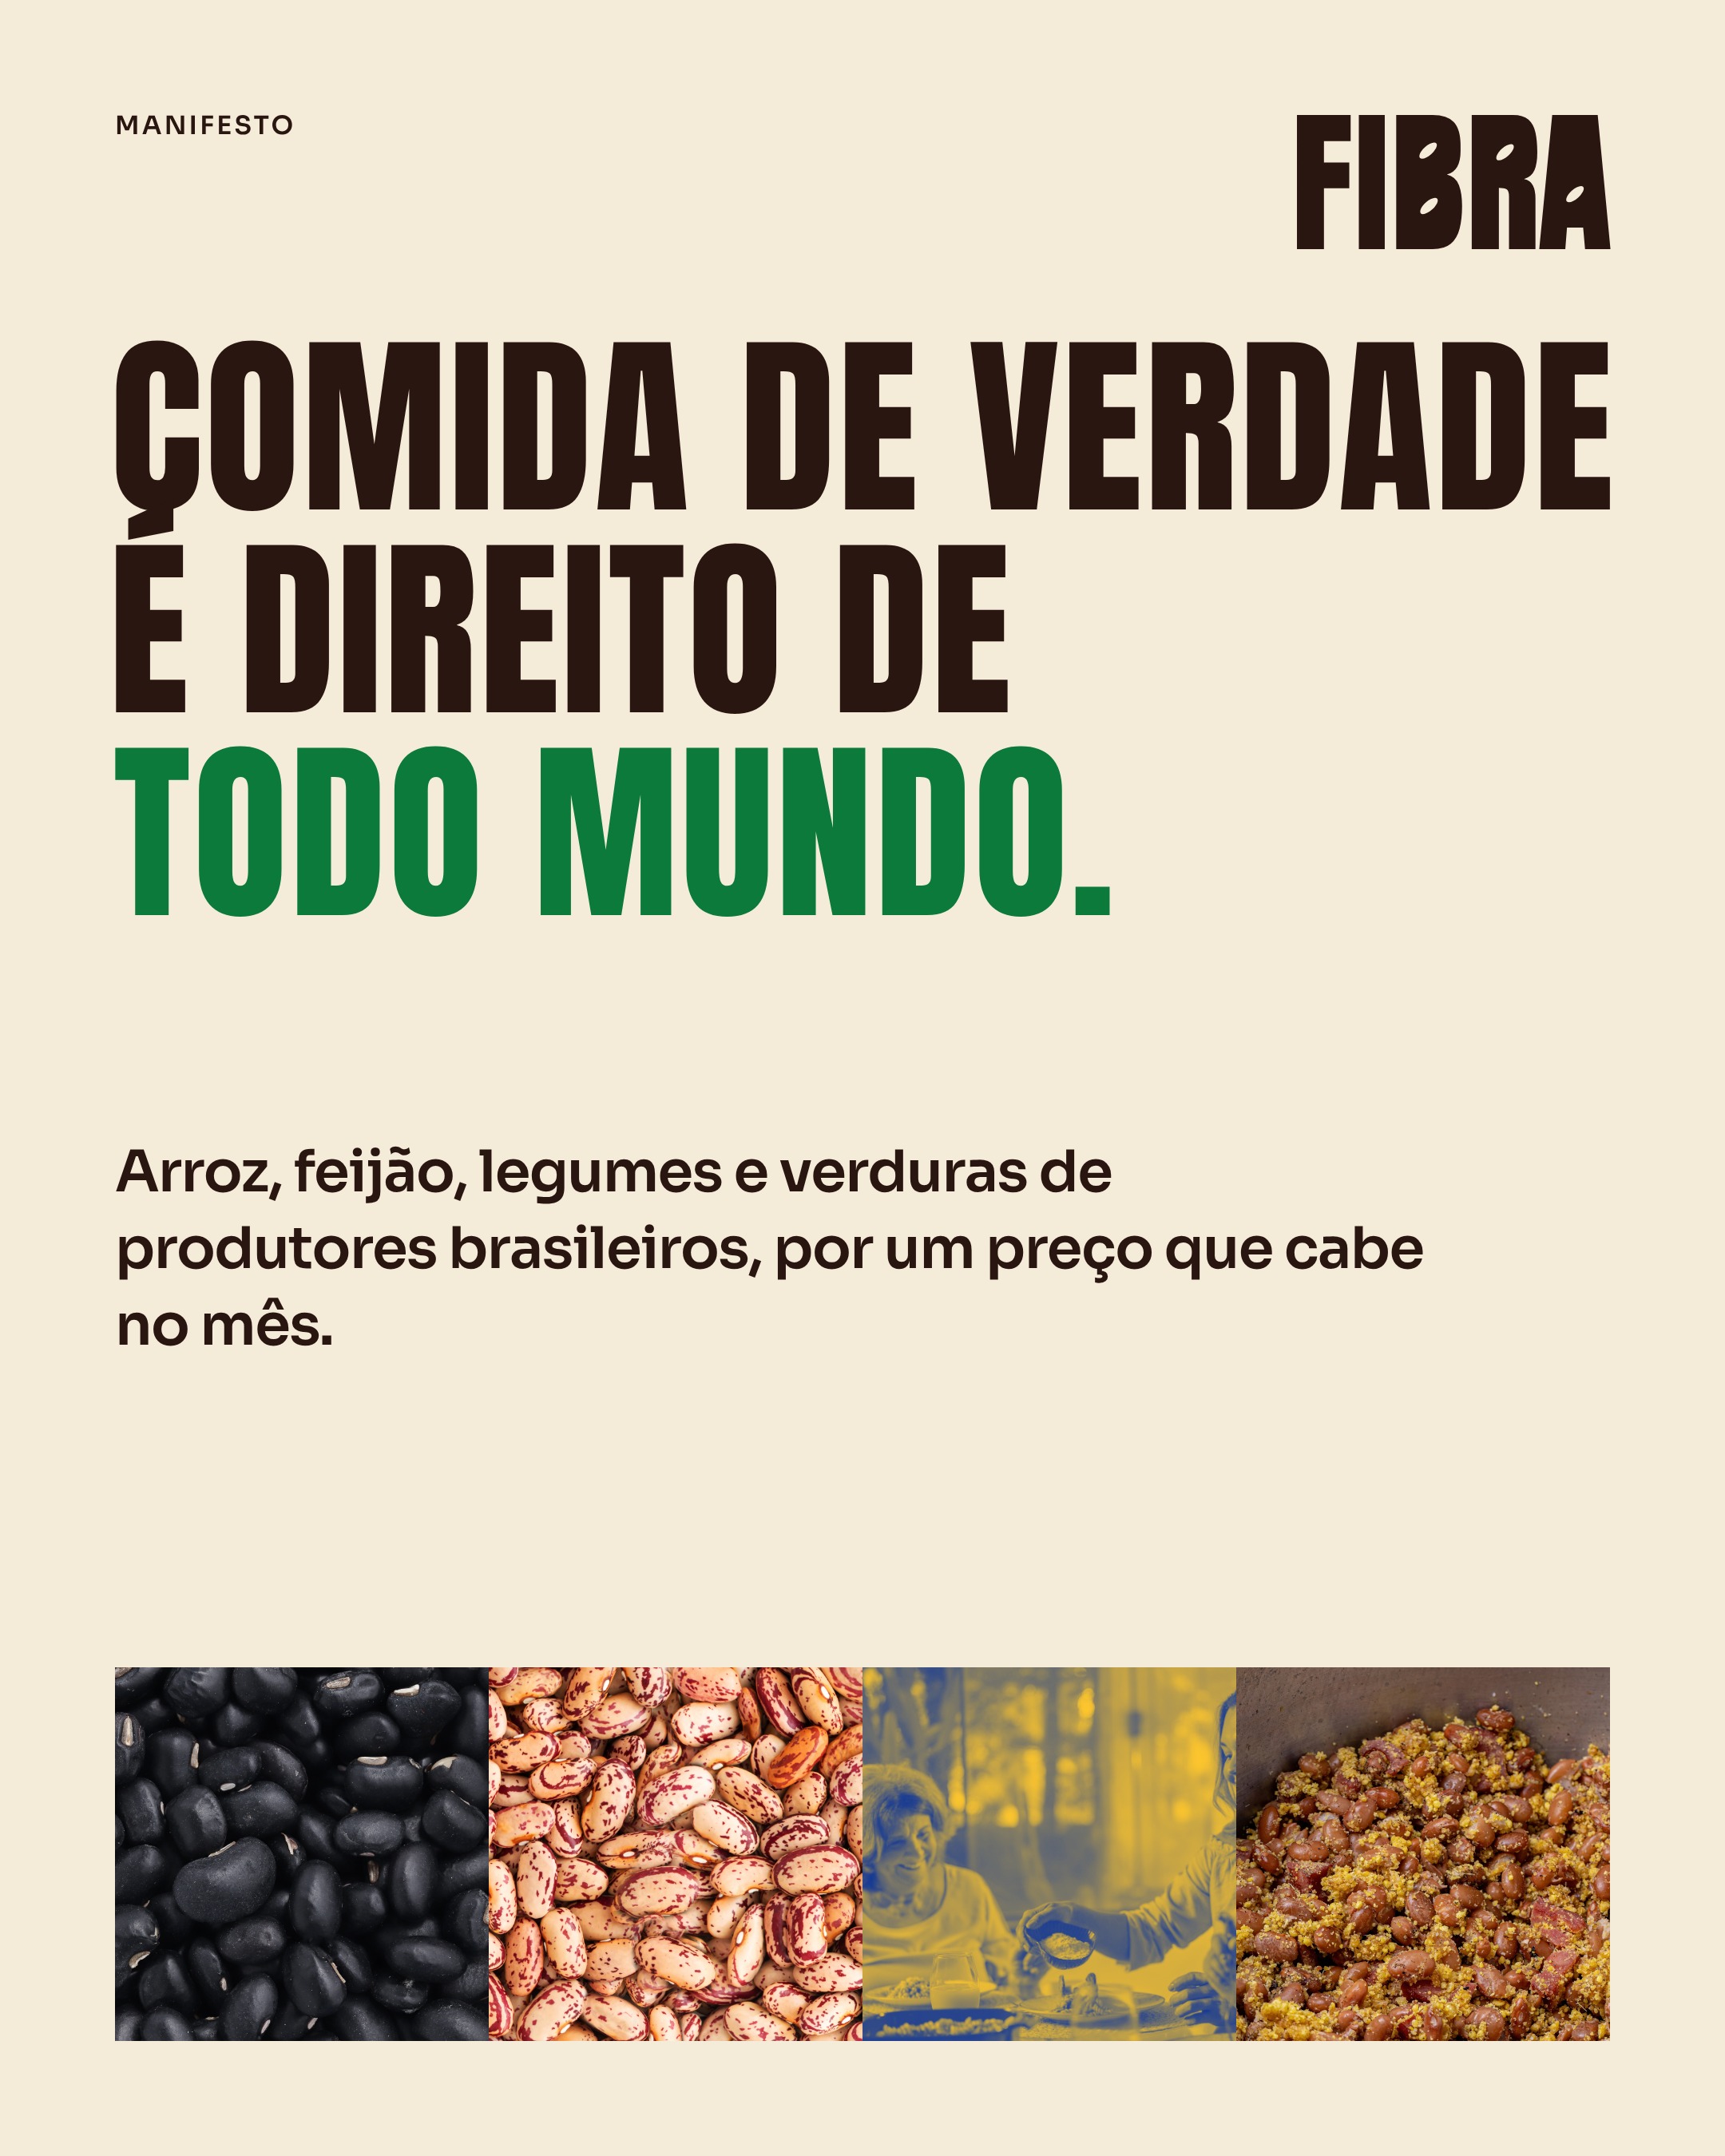 MANIFESTO
FIBRA
COMIDA DE VERDADE
É DIREITO DE
TODO MUNDO.
Arroz, feijão, legumes e verduras de
produtores brasileiros, por um preço que cabe
no mês.